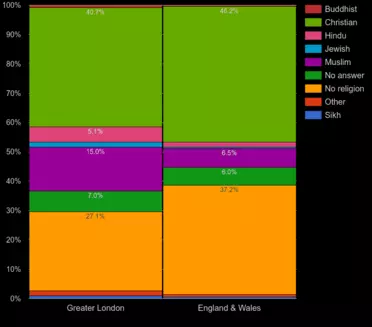 100%
90%
80%
70%
60%
50%
40%
30%
20%
10%
0%
40.7%
5.1%
15.0%
7.0%
27.1%
46.2%
6.5%
6.0%
37.2%
Greater London
England & Wales
Buddhist
Christian
Hindu
Jewish
Muslim
No answer
No religion
Other
Sikh